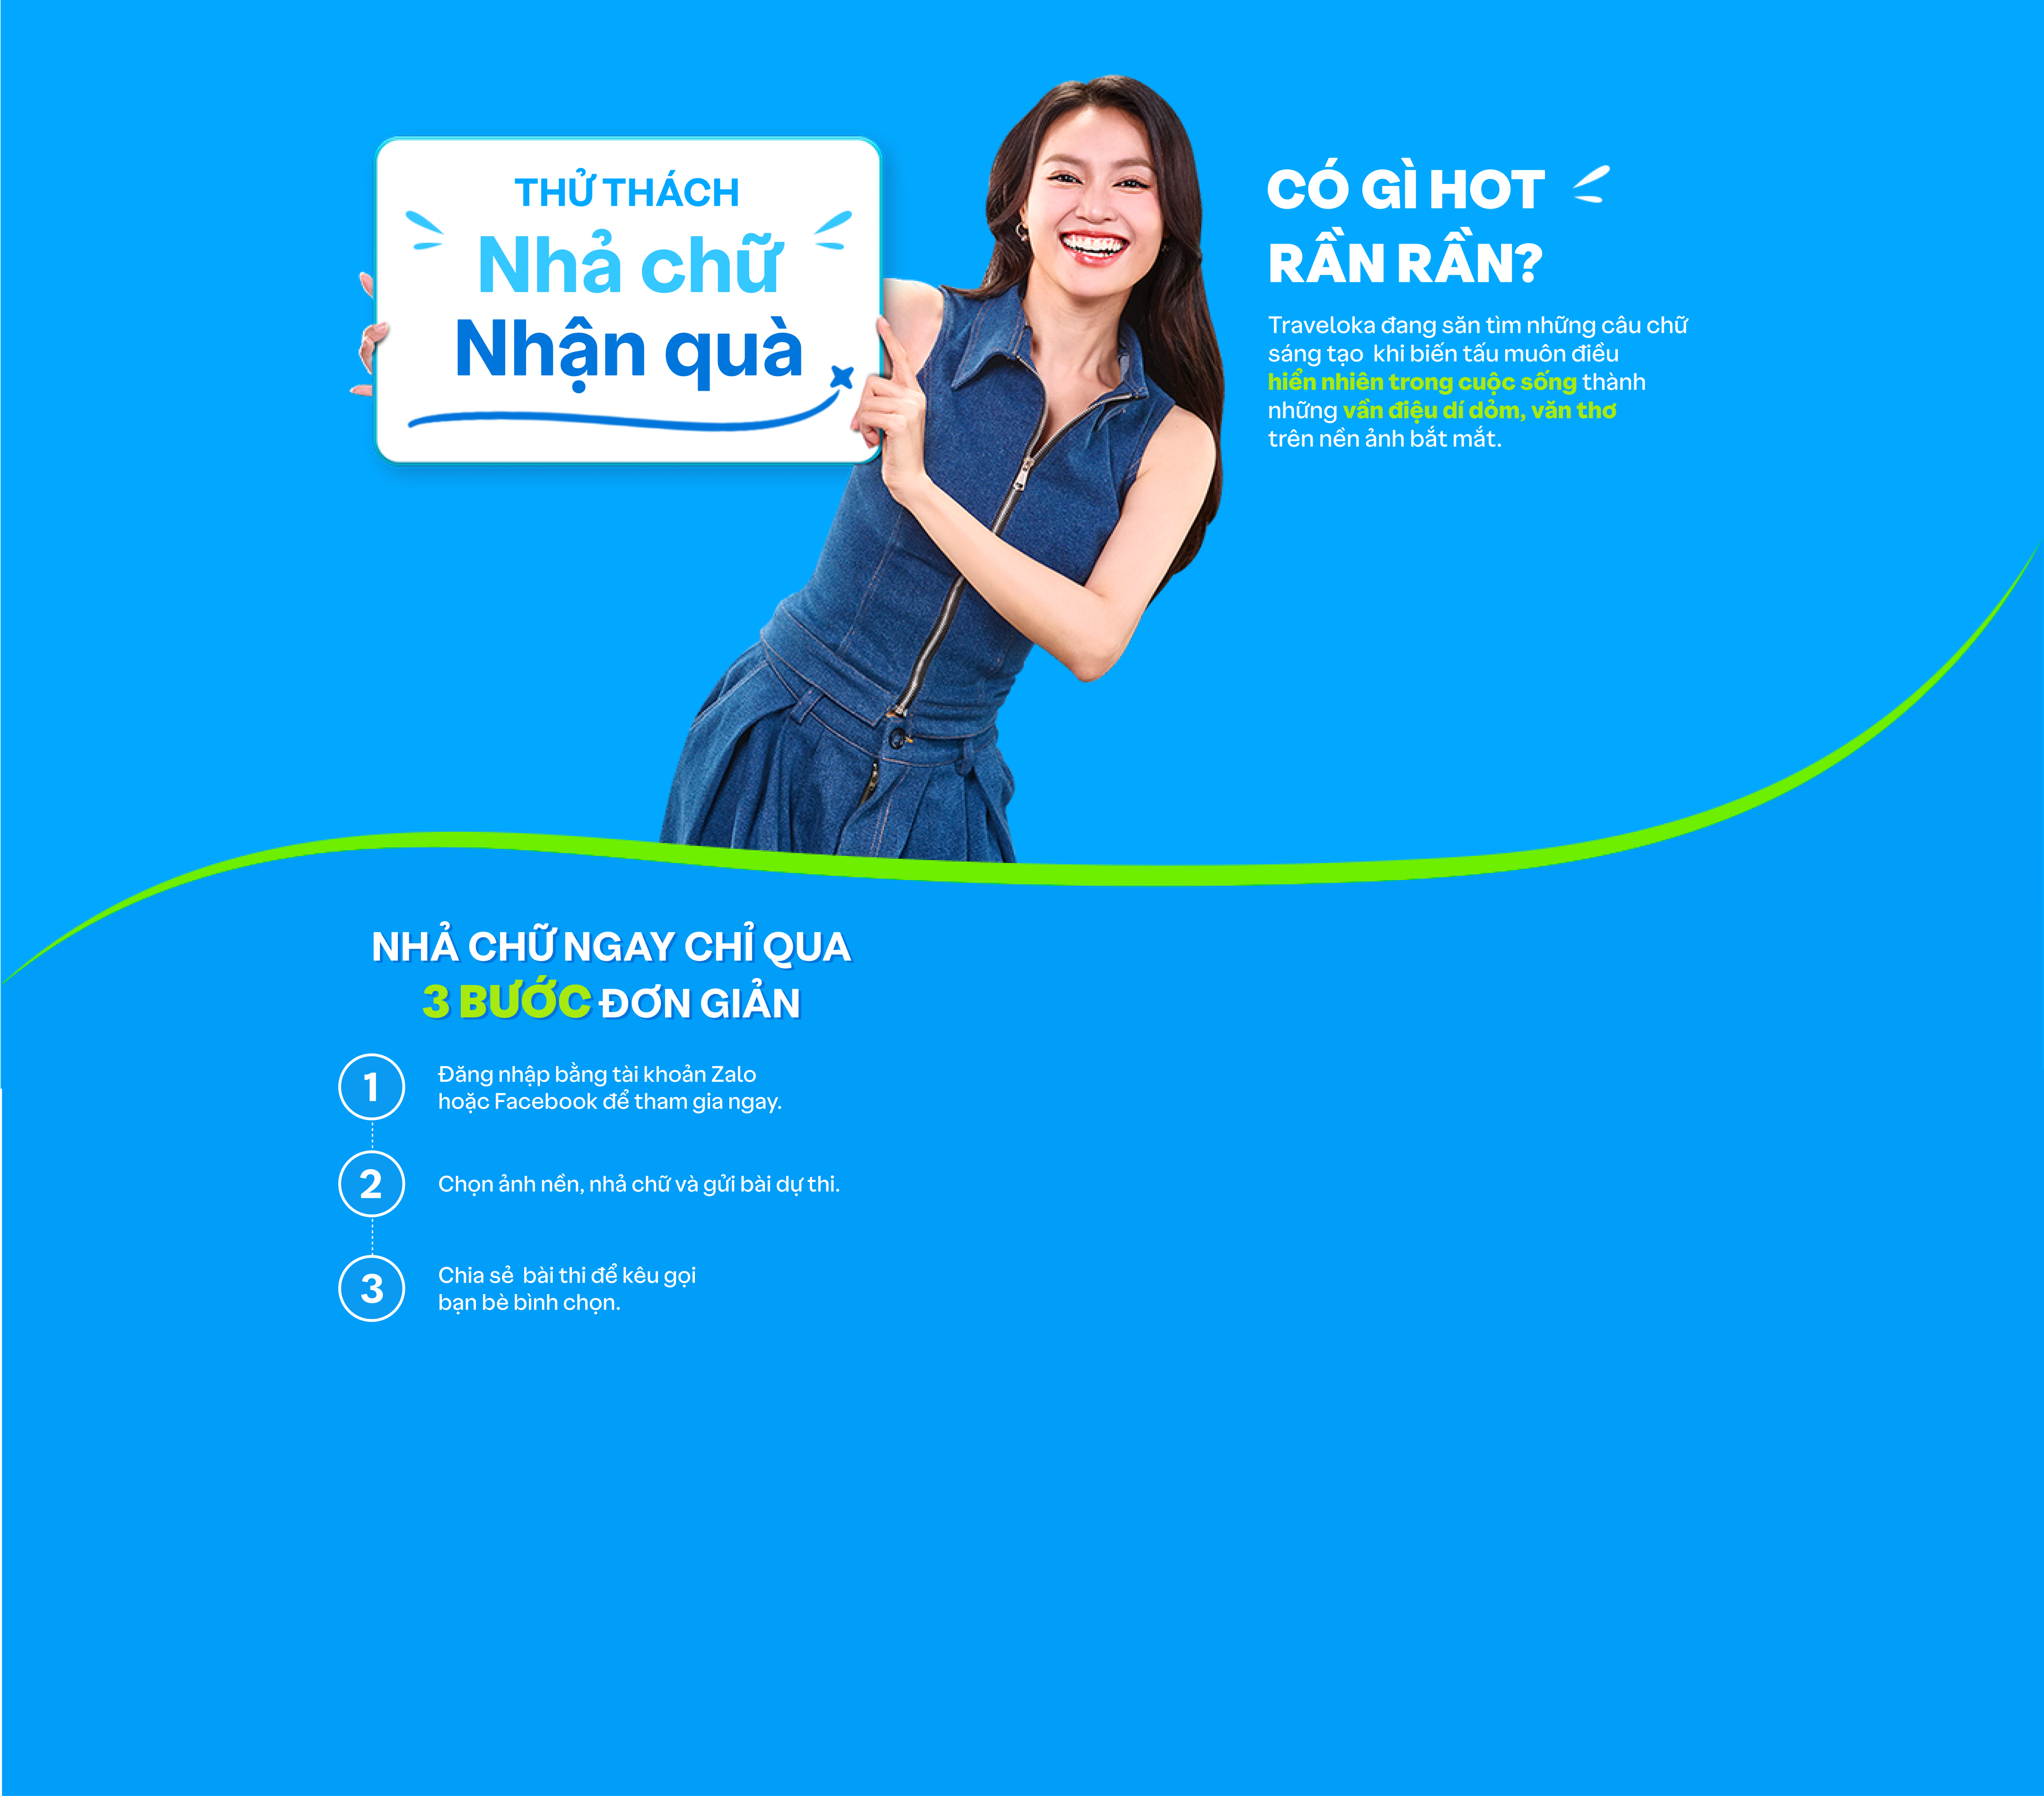 THỬ THÁCH
Nhả chữ
Nhận quà
CÓ GÌ HOT
RẦN RẦN?
Traveloka đang săn tìm những câu chữ
sáng tạo khi biến tấu muôn điều
hiển nhiên trong cuộc sống thành
những vần điệu dí dỏm, văn thơ
trên nền ảnh bắt mắt.
NHẢ CHỮ NGAY CHỈ QUA
3 BƯỚC ĐƠN GIẢN
1
Đăng nhập bằng tài khoản Zalo
hoặc Facebook để tham gia ngay.
2
Chọn ảnh nền, nhả chữ và gửi bài dự thi.
3
Chia sẻ bài thi để kêu gọi
bạn bè bình chọn.